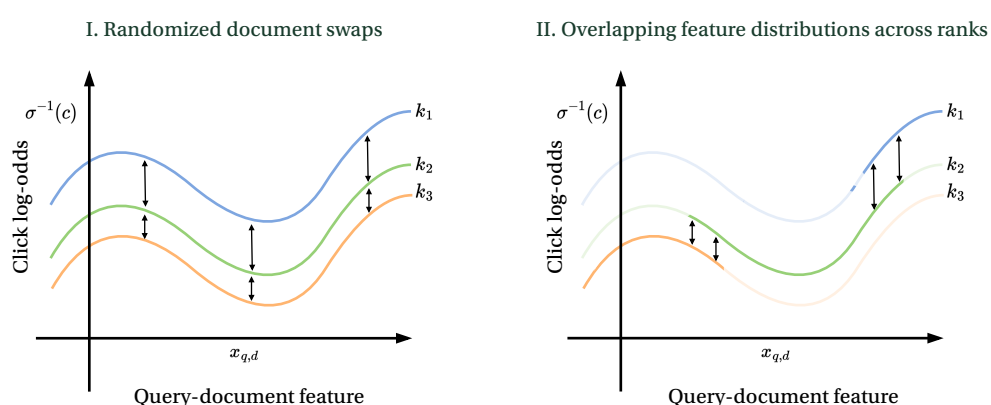 I. Randomized document swaps
σ⁻¹(c)
Click log-odds
k₁
k₂
k₃
x_{q,d}
Query-document feature
II. Overlapping feature distributions across ranks
σ⁻¹(c)
Click log-odds
k₁
k₂
k₃
x_{q,d}
Query-document feature